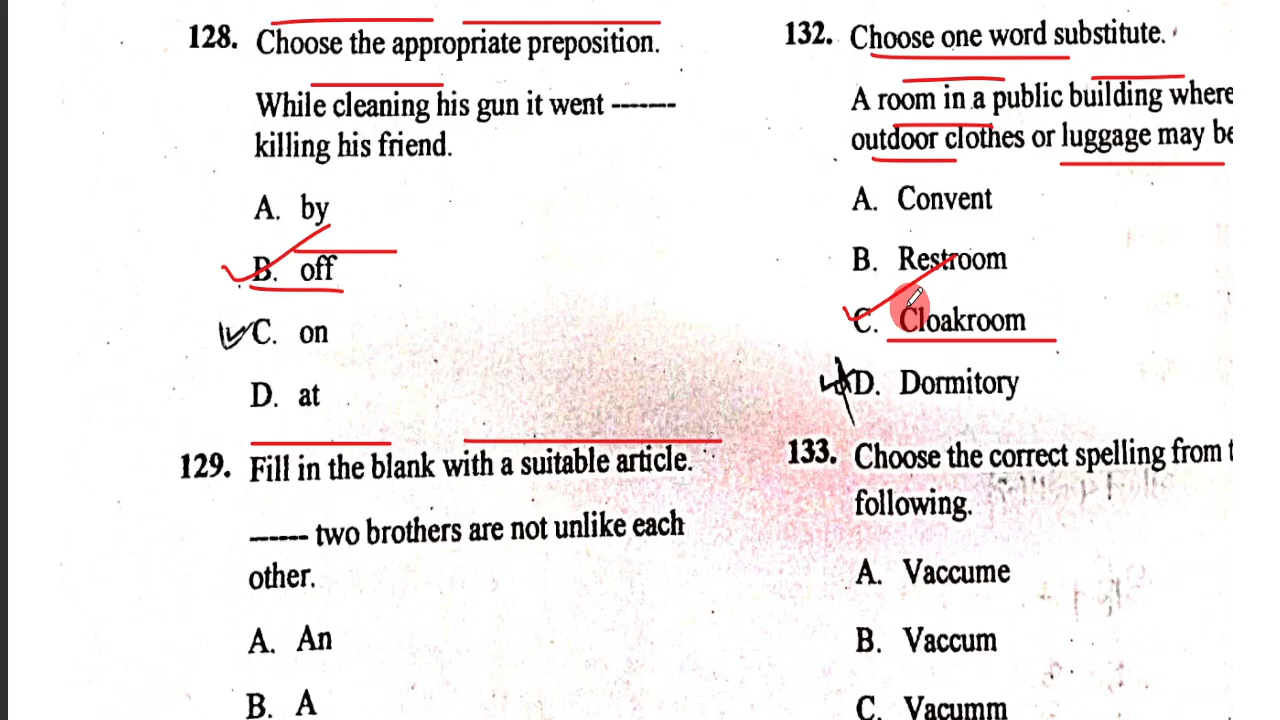 128. Choose the appropriate preposition.
While cleaning his gun it went -------
killing his friend.
A. by
B. off
C. on
D. at
129. Fill in the blank with a suitable article.
------ two brothers are not unlike each
other.
A. An
B. A
132. Choose one word substitute.
A room in a public building where
outdoor clothes or luggage may be
A. Convent
B. Restroom
C. Cloakroom
D. Dormitory
133. Choose the correct spelling from
following.
A. Vaccume
B. Vaccum
C. Vacumm